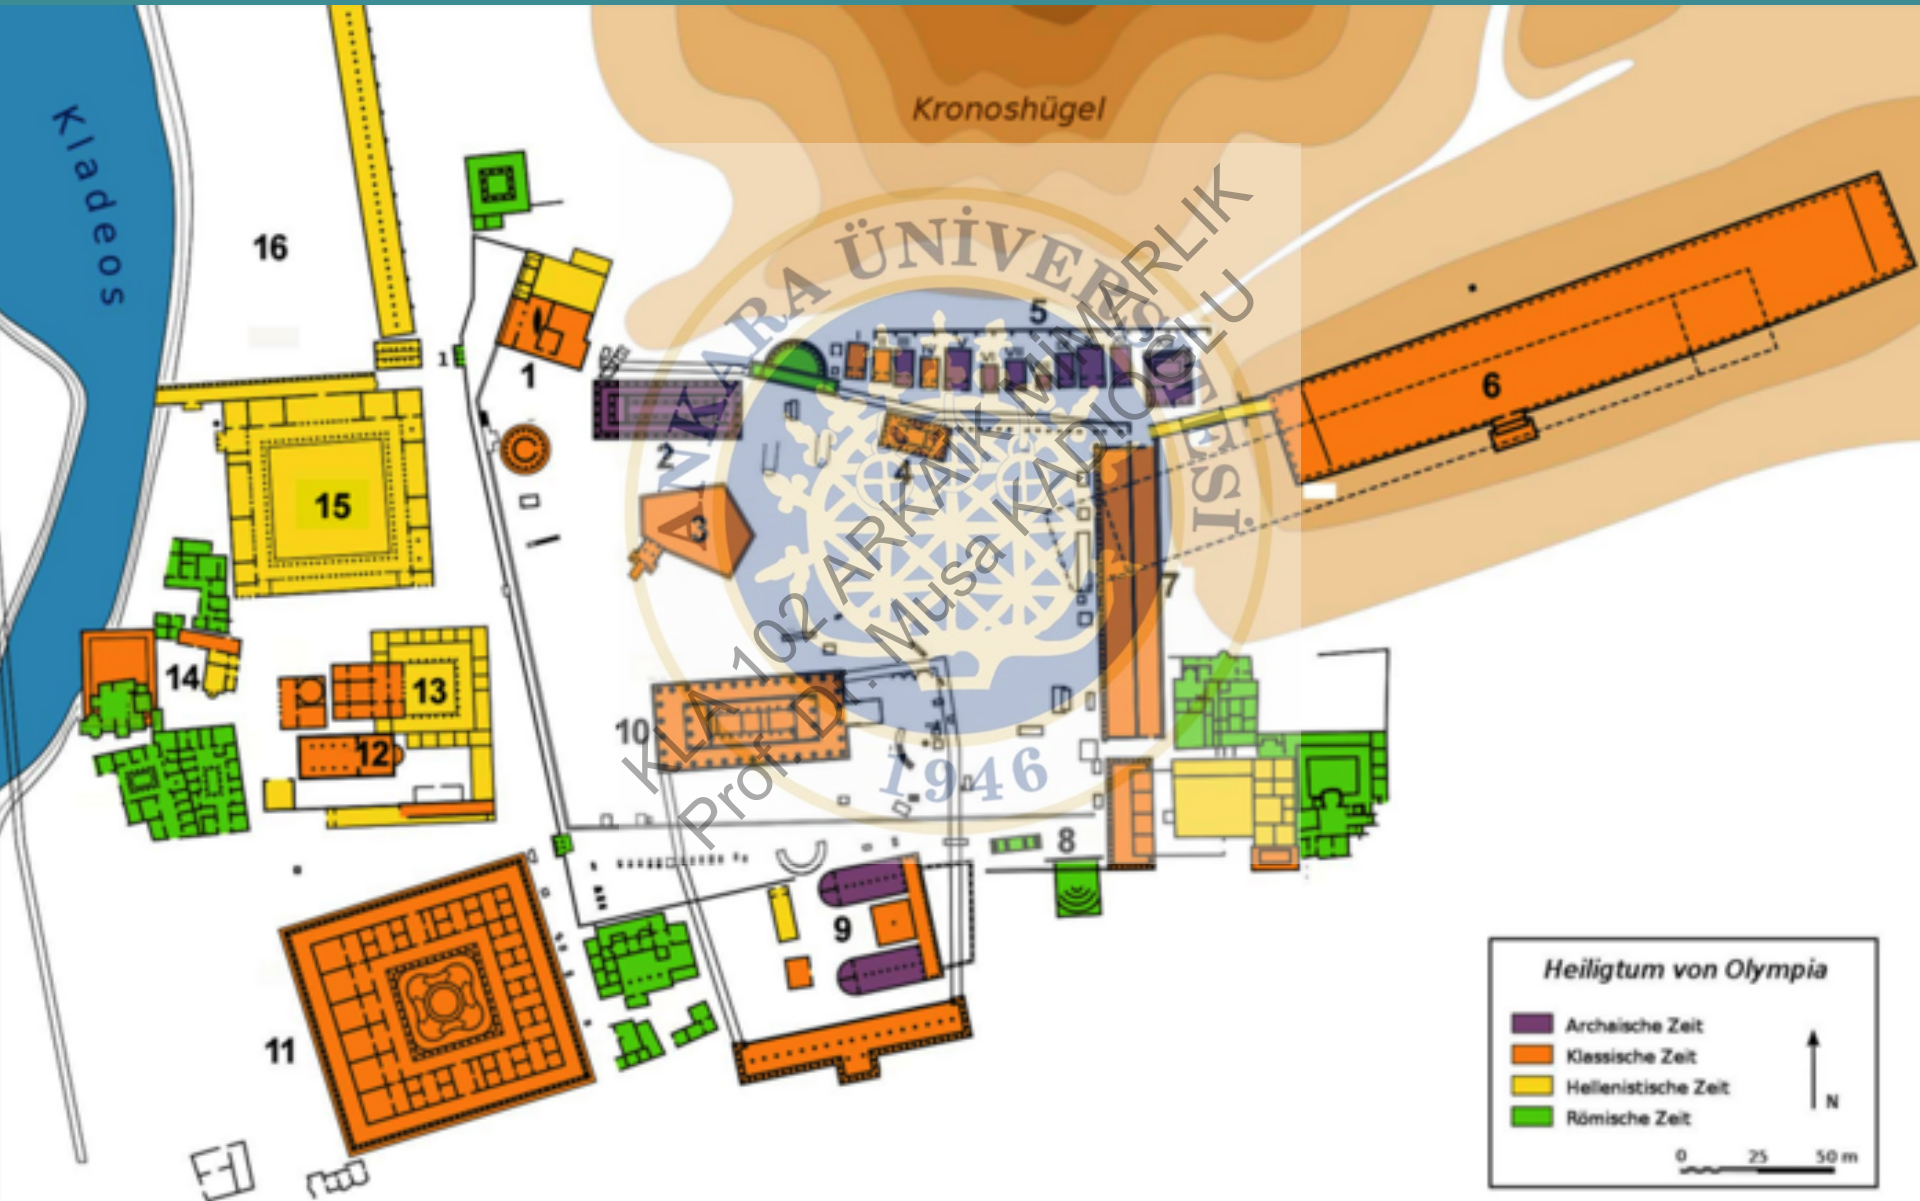 Kladeos
Kronoshügel
16
1
1
5
6
2
4
15
3
7
14
13
10
12
8
9
11
ANKARA ÜNİVERSİTESİ
1946
KLA 102 ARKAİK MİMARLIK
Prof. Dr. Musa KADIOĞLU
Heiligtum von Olympia
Archaische Zeit
Klassische Zeit
Hellenistische Zeit
Römische Zeit
N
0 25 50 m